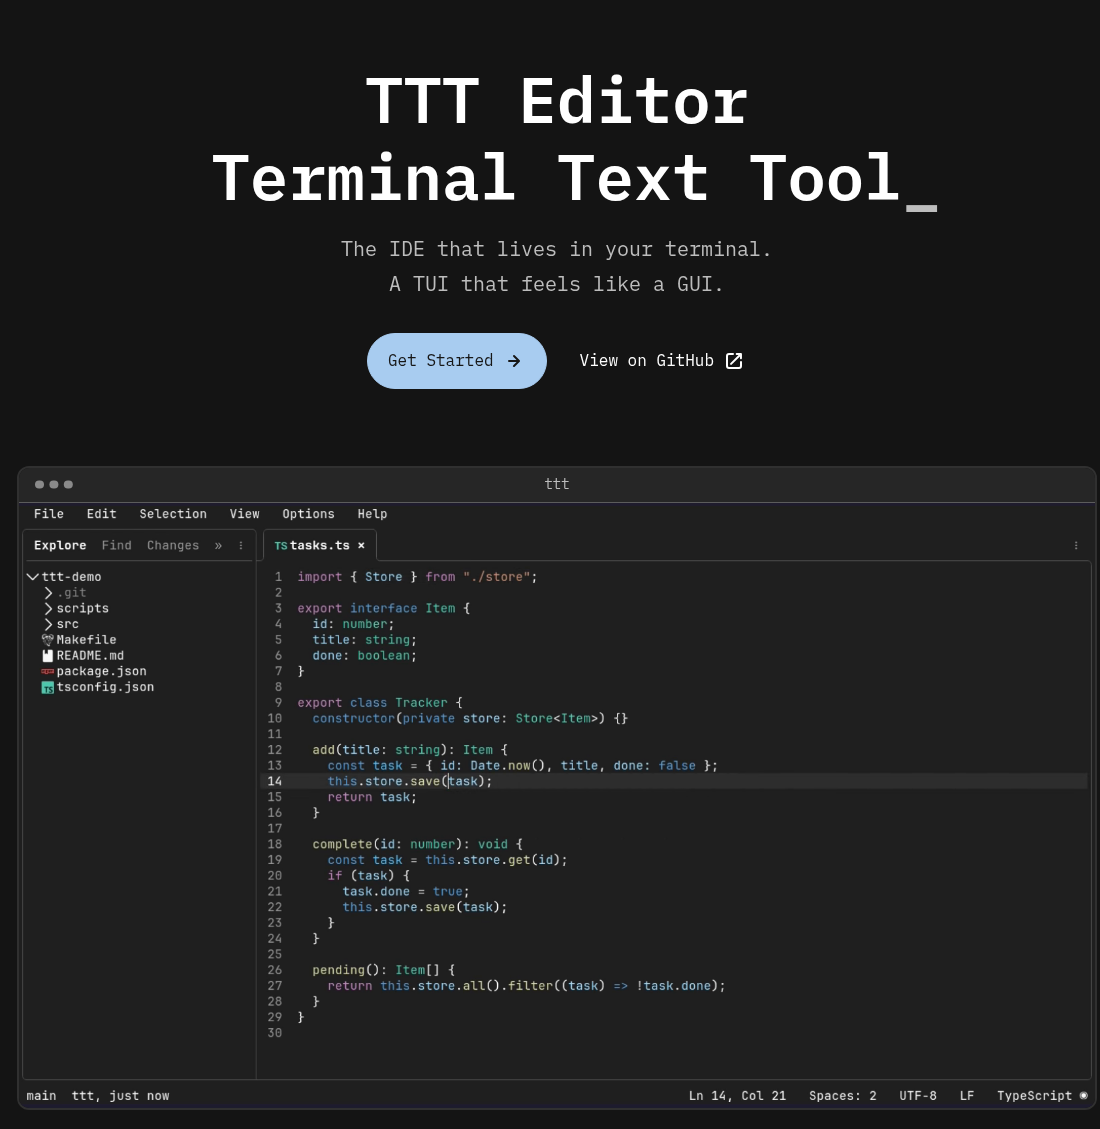 TTT Editor
Terminal Text Tool_
The IDE that lives in your terminal.
A TUI that feels like a GUI.
Get Started →
View on GitHub
ttt
File Edit Selection View Options Help
Explore Find Changes » ⋮
TS tasks.ts × ⋮
ttt-demo
.git
scripts
src
Makefile
README.md
package.json
TS tsconfig.json
1 import { Store } from "./store";
2
3 export interface Item {
4   id: number;
5   title: string;
6   done: boolean;
7 }
8
9 export class Tracker {
10   constructor(private store: Store<Item>) {}
11
12   add(title: string): Item {
13     const task = { id: Date.now(), title, done: false };
14     this.store.save(task);
15     return task;
16   }
17
18   complete(id: number): void {
19     const task = this.store.get(id);
20     if (task) {
21       task.done = true;
22       this.store.save(task);
23     }
24   }
25
26   pending(): Item[] {
27     return this.store.all().filter((task) => !task.done);
28   }
29 }
30
main ttt, just now
Ln 14, Col 21 Spaces: 2 UTF-8 LF TypeScript ◉